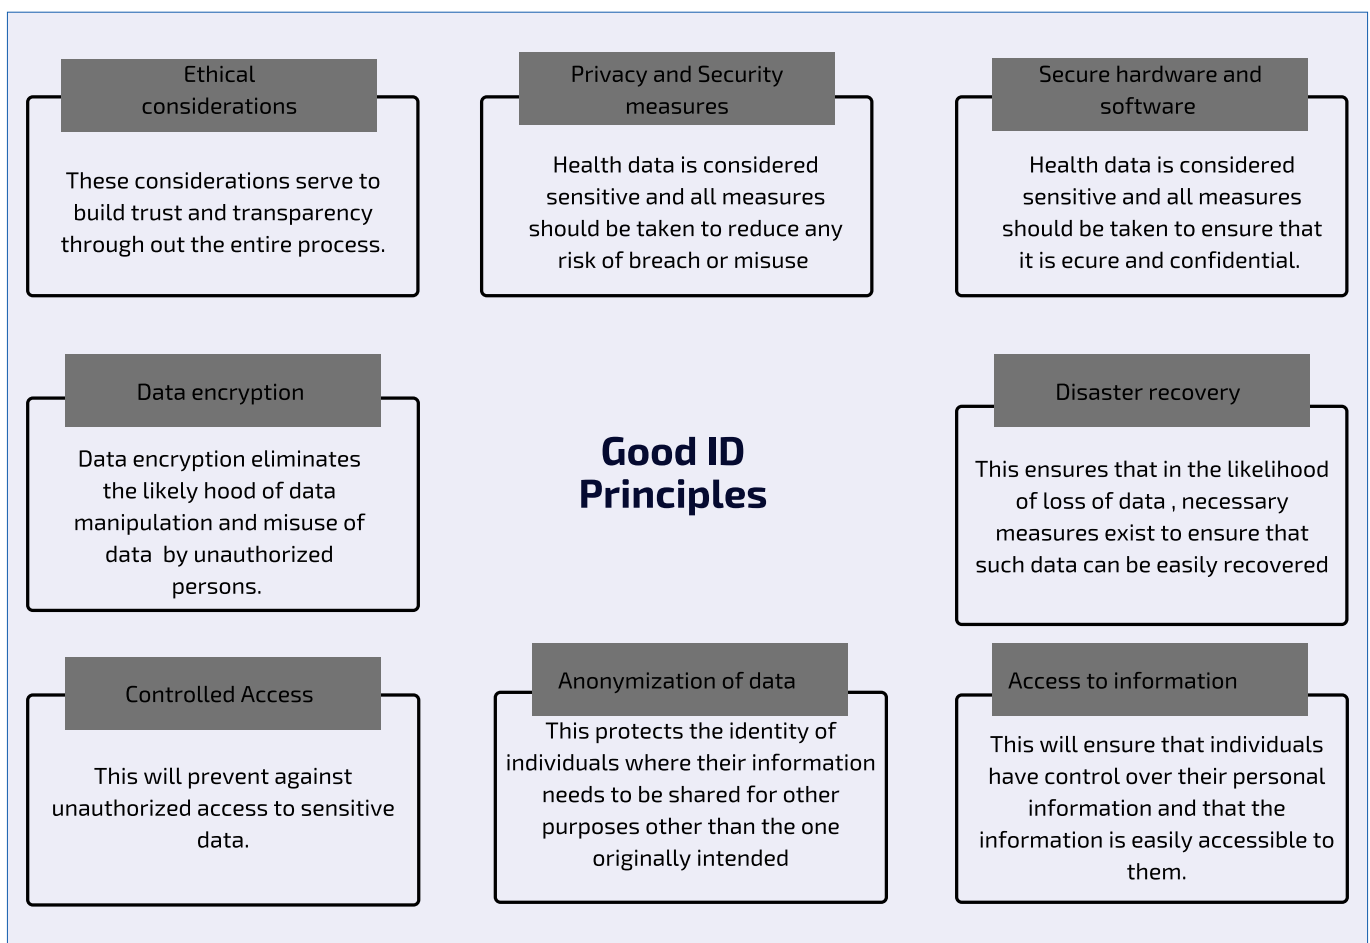 Ethical
considerations
These considerations serve to
build trust and transparency
through out the entire process.
Privacy and Security
measures
Health data is considered
sensitive and all measures
should be taken to reduce any
risk of breach or misuse
Secure hardware and
software
Health data is considered
sensitive and all measures
should be taken to ensure that
it is ecure and confidential.
Data encryption
Data encryption eliminates
the likely hood of data
manipulation and misuse of
data  by unauthorized
persons.
Good ID
Principles
Disaster recovery
This ensures that in the likelihood
of loss of data , necessary
measures exist to ensure that
such data can be easily recovered
Controlled Access
This will prevent against
unauthorized access to sensitive
data.
Anonymization of data
This protects the identity of
individuals where their information
needs to be shared for other
purposes other than the one
originally intended
Access to information
This will ensure that individuals
have control over their personal
information and that the
information is easily accessible to
them.